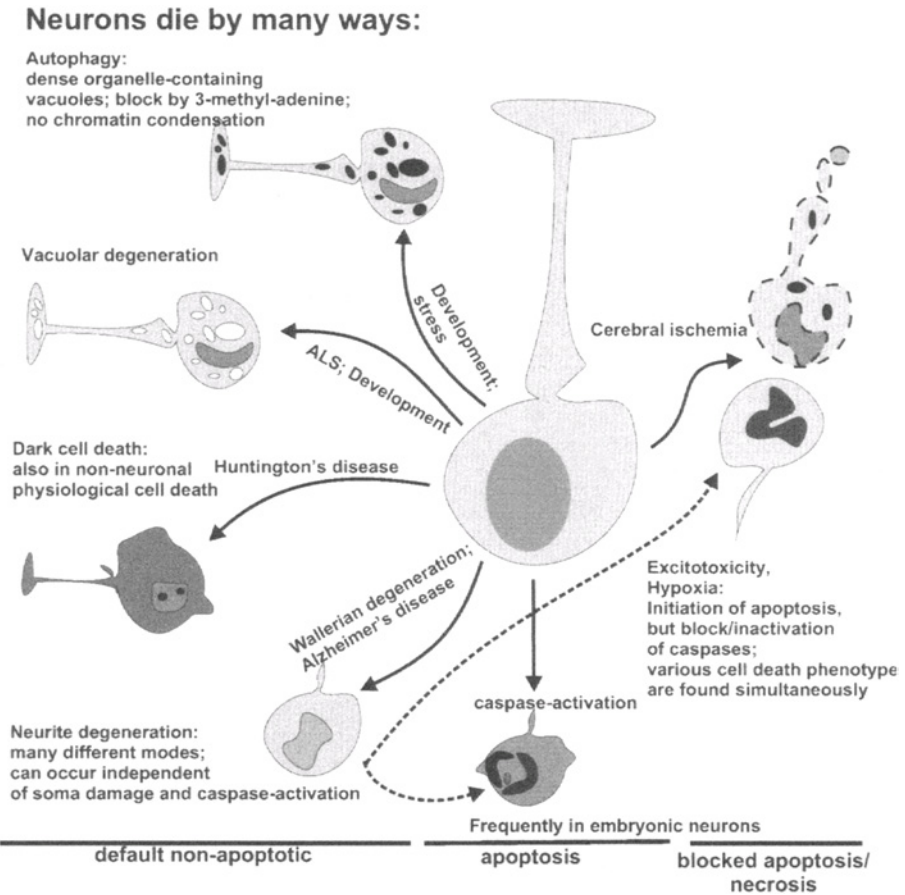 Neurons die by many ways:
Autophagy:
dense organelle-containing
vacuoles; block by 3-methyl-adenine;
no chromatin condensation
Vacuolar degeneration
Development;
stress
ALS; Development
Cerebral ischemia
Dark cell death:
also in non-neuronal
physiological cell death
Huntington's disease
Wallerian degeneration;
Alzheimer's disease
Excitotoxicity,
Hypoxia:
Initiation of apoptosis,
but block/inactivation
of caspases;
various cell death phenotype
are found simultaneously
caspase-activation
Neurite degeneration:
many different modes;
can occur independent
of soma damage and caspase-activation
Frequently in embryonic neurons
default non-apoptotic
apoptosis
blocked apoptosis/
necrosis